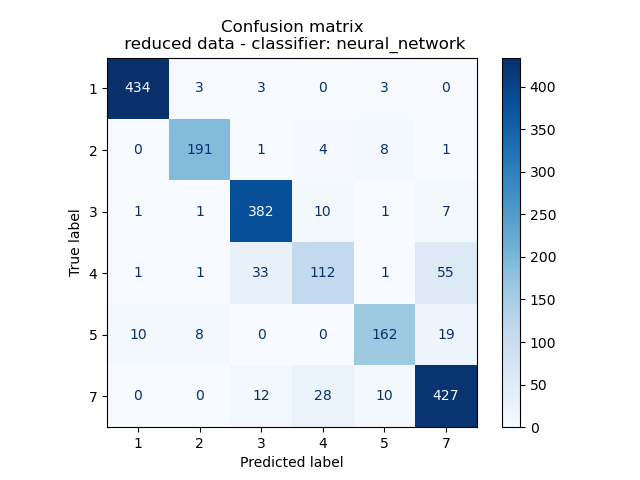 Confusion matrix
reduced data - classifier: neural_network
1 434 3 3 0 3 0
2 0 191 1 4 8 1
3 1 1 382 10 1 7
4 1 1 33 112 1 55
5 10 8 0 0 162 19
7 0 0 12 28 10 427
1 2 3 4 5 7
Predicted label
True label
400
350
300
250
200
150
100
50
0